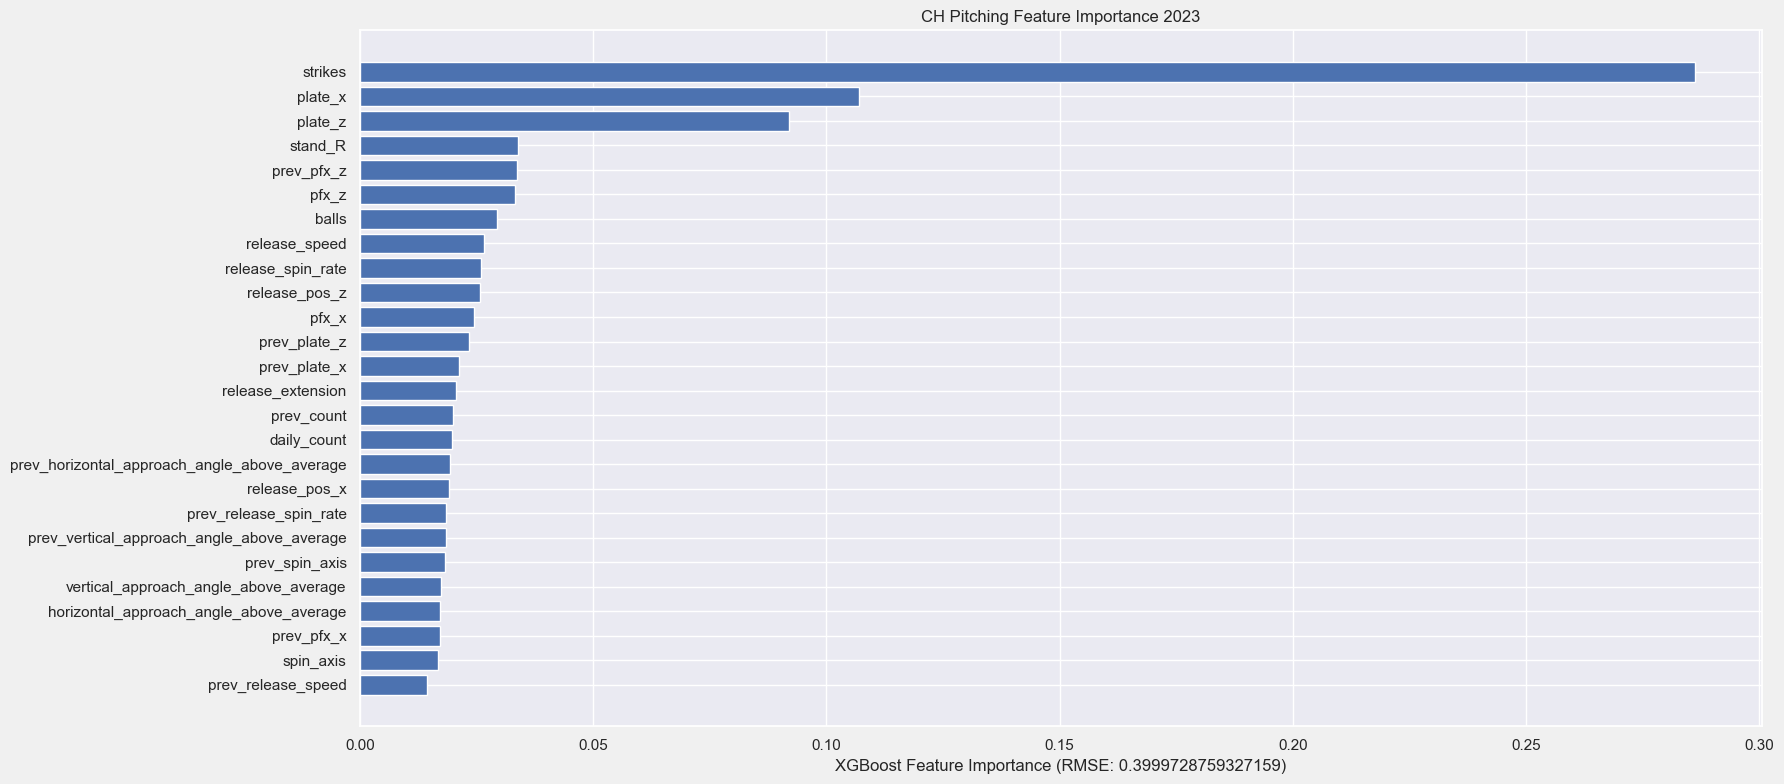 CH Pitching Feature Importance 2023
strikes
plate_x
plate_z
stand_R
prev_pfx_z
pfx_z
balls
release_speed
release_spin_rate
release_pos_z
pfx_x
prev_plate_z
prev_plate_x
release_extension
prev_count
daily_count
prev_horizontal_approach_angle_above_average
release_pos_x
prev_release_spin_rate
prev_vertical_approach_angle_above_average
prev_spin_axis
vertical_approach_angle_above_average
horizontal_approach_angle_above_average
prev_pfx_x
spin_axis
prev_release_speed
0.00 0.05 0.10 0.15 0.20 0.25 0.30
XGBoost Feature Importance (RMSE: 0.3999728759327159)